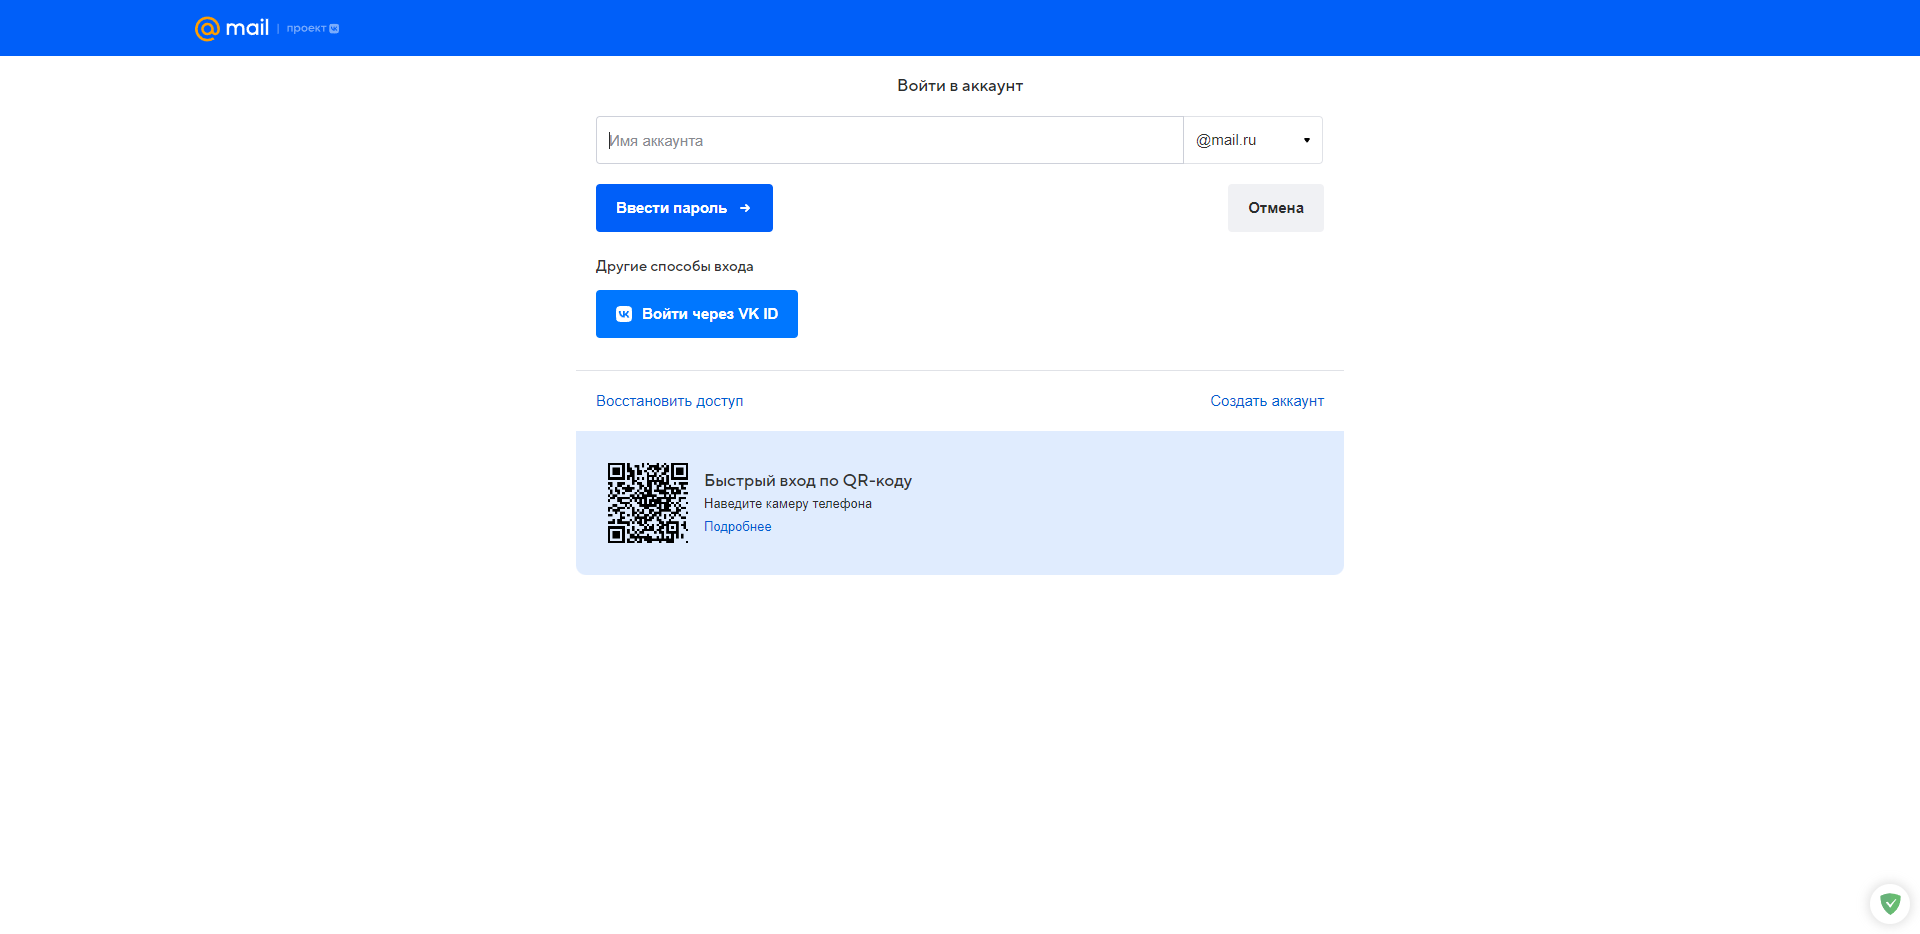 @mail | проект
Войти в аккаунт
Имя аккаунта
@mail.ru
Ввести пароль
Отмена
Другие способы входа
Войти через VK ID
Восстановить доступ
Создать аккаунт
Быстрый вход по QR-коду
Наведите камеру телефона
Подробнее